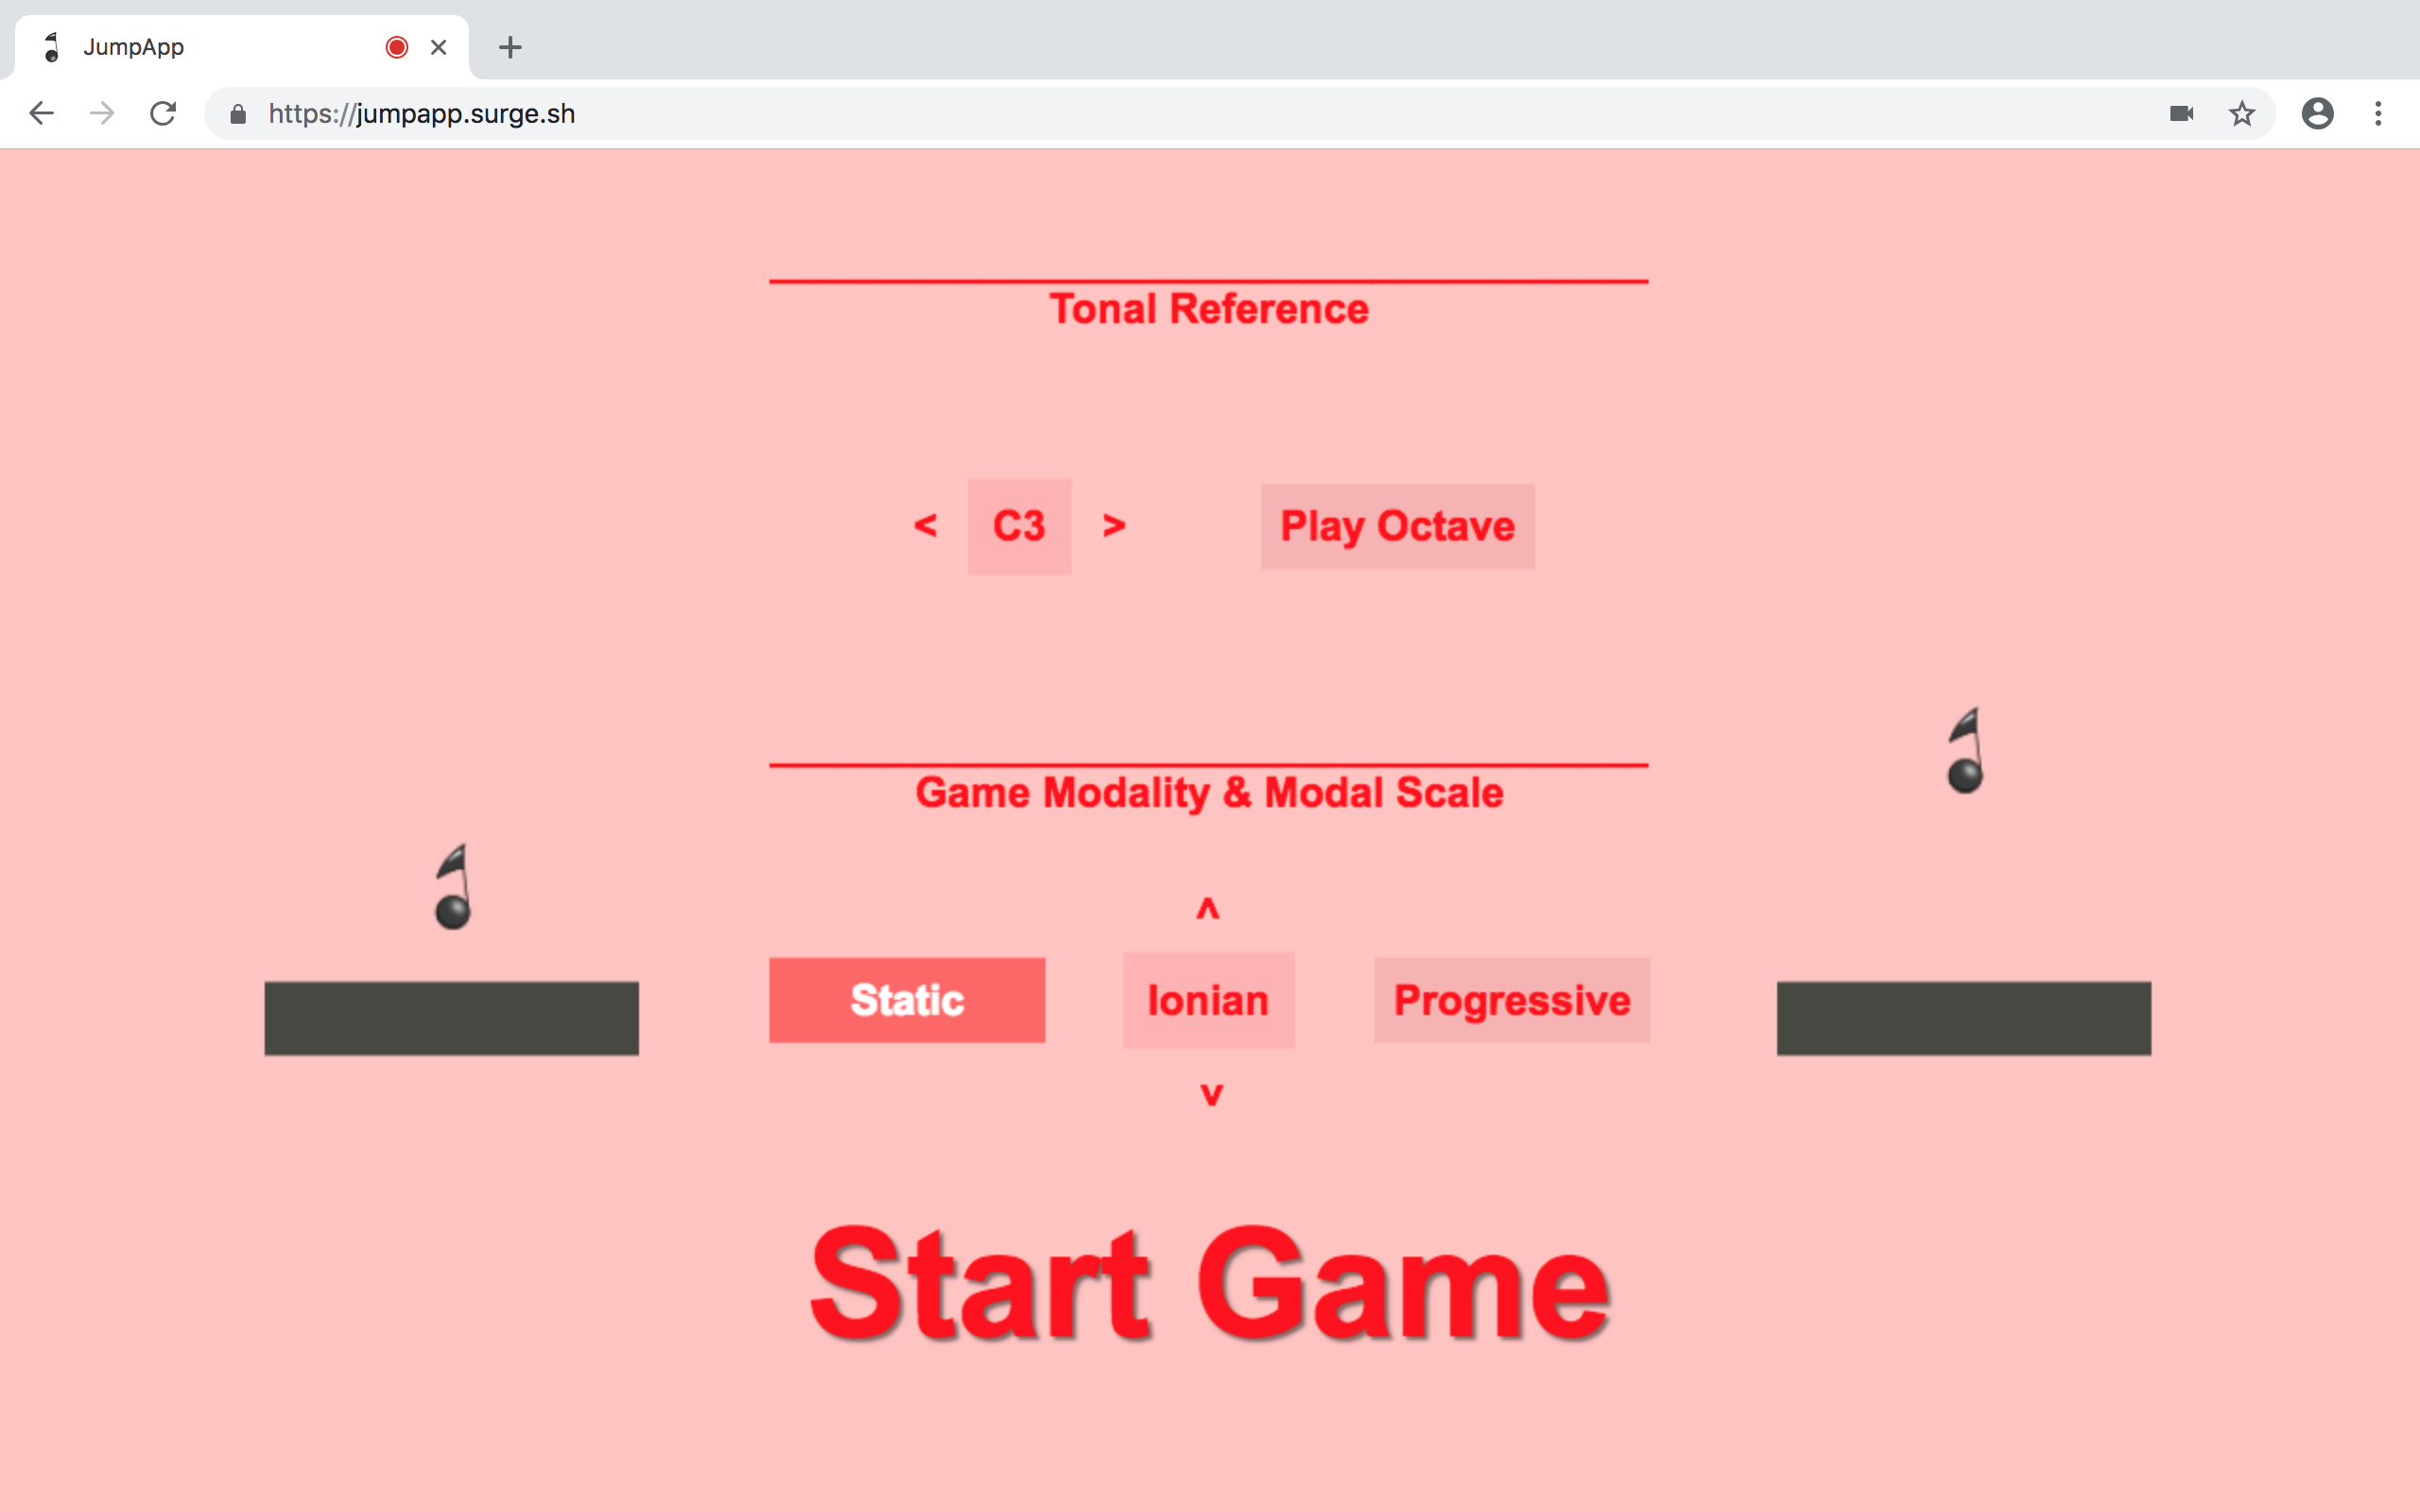 JumpApp
https://jumpapp.surge.sh
Tonal Reference
< C3 > Play Octave
Game Modality & Modal Scale
^
Static Ionian Progressive
v
Start Game